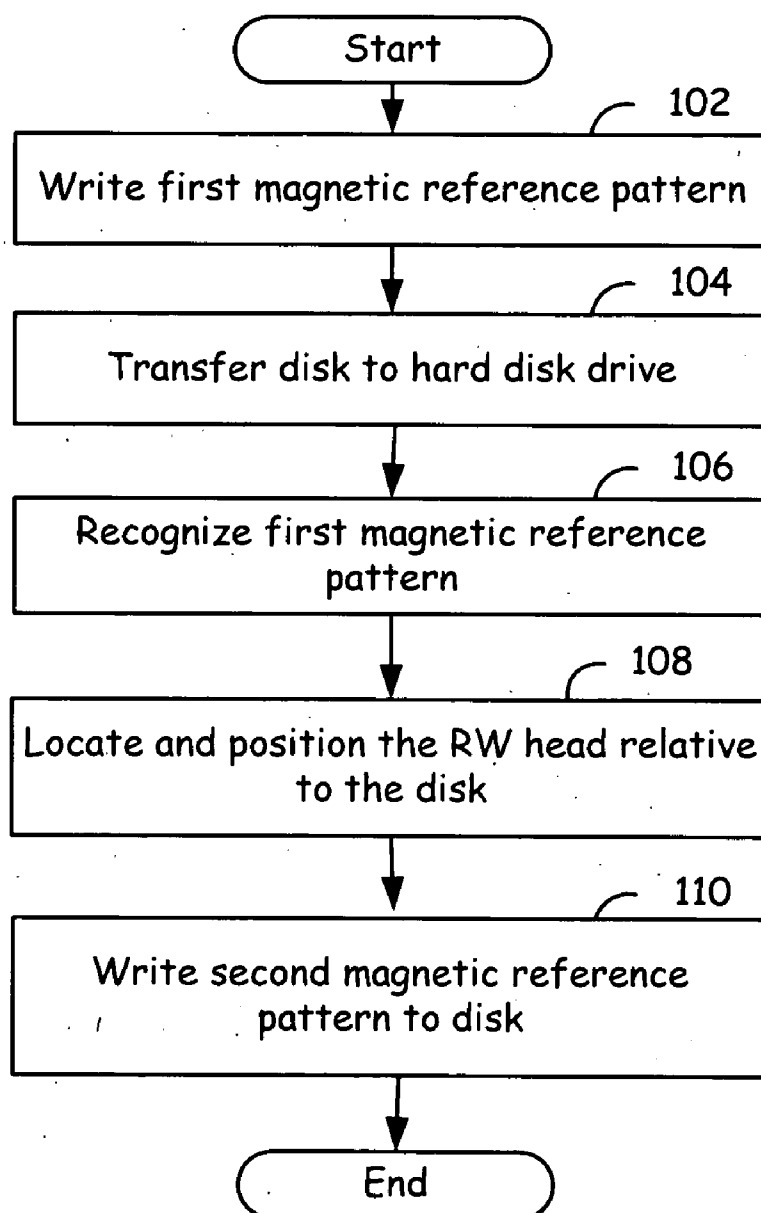 Start
102
Write first magnetic reference pattern
104
Transfer disk to hard disk drive
106
Recognize first magnetic reference
pattern
108
Locate and position the RW head relative
to the disk
110
Write second magnetic reference
pattern to disk
End